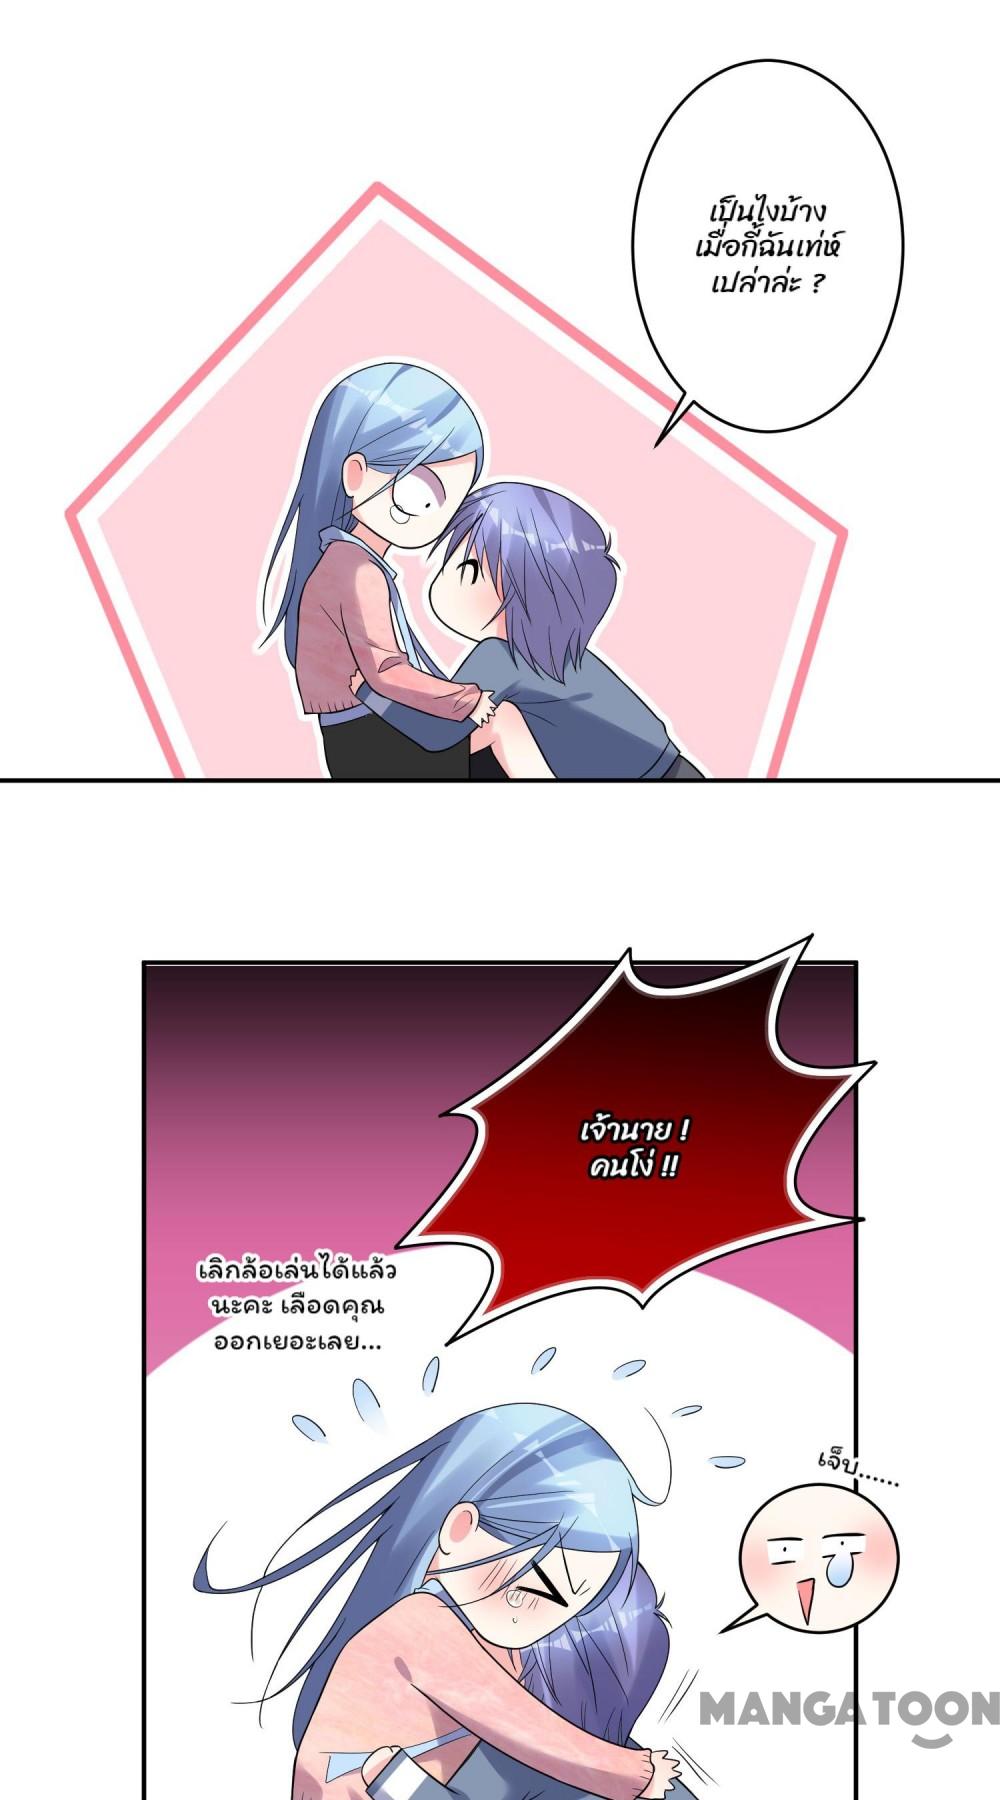 เป็นไงบ้าง
เมื่อกี้ฉันเท่ห์
เปล่าล่ะ ?
เจ้านาย !
คนโง่ !!
เลิกล้อเล่นได้แล้ว
นะคะ เลือดคุณ
ออกเยอะเลย...
เจ็บ......
MANGATOON